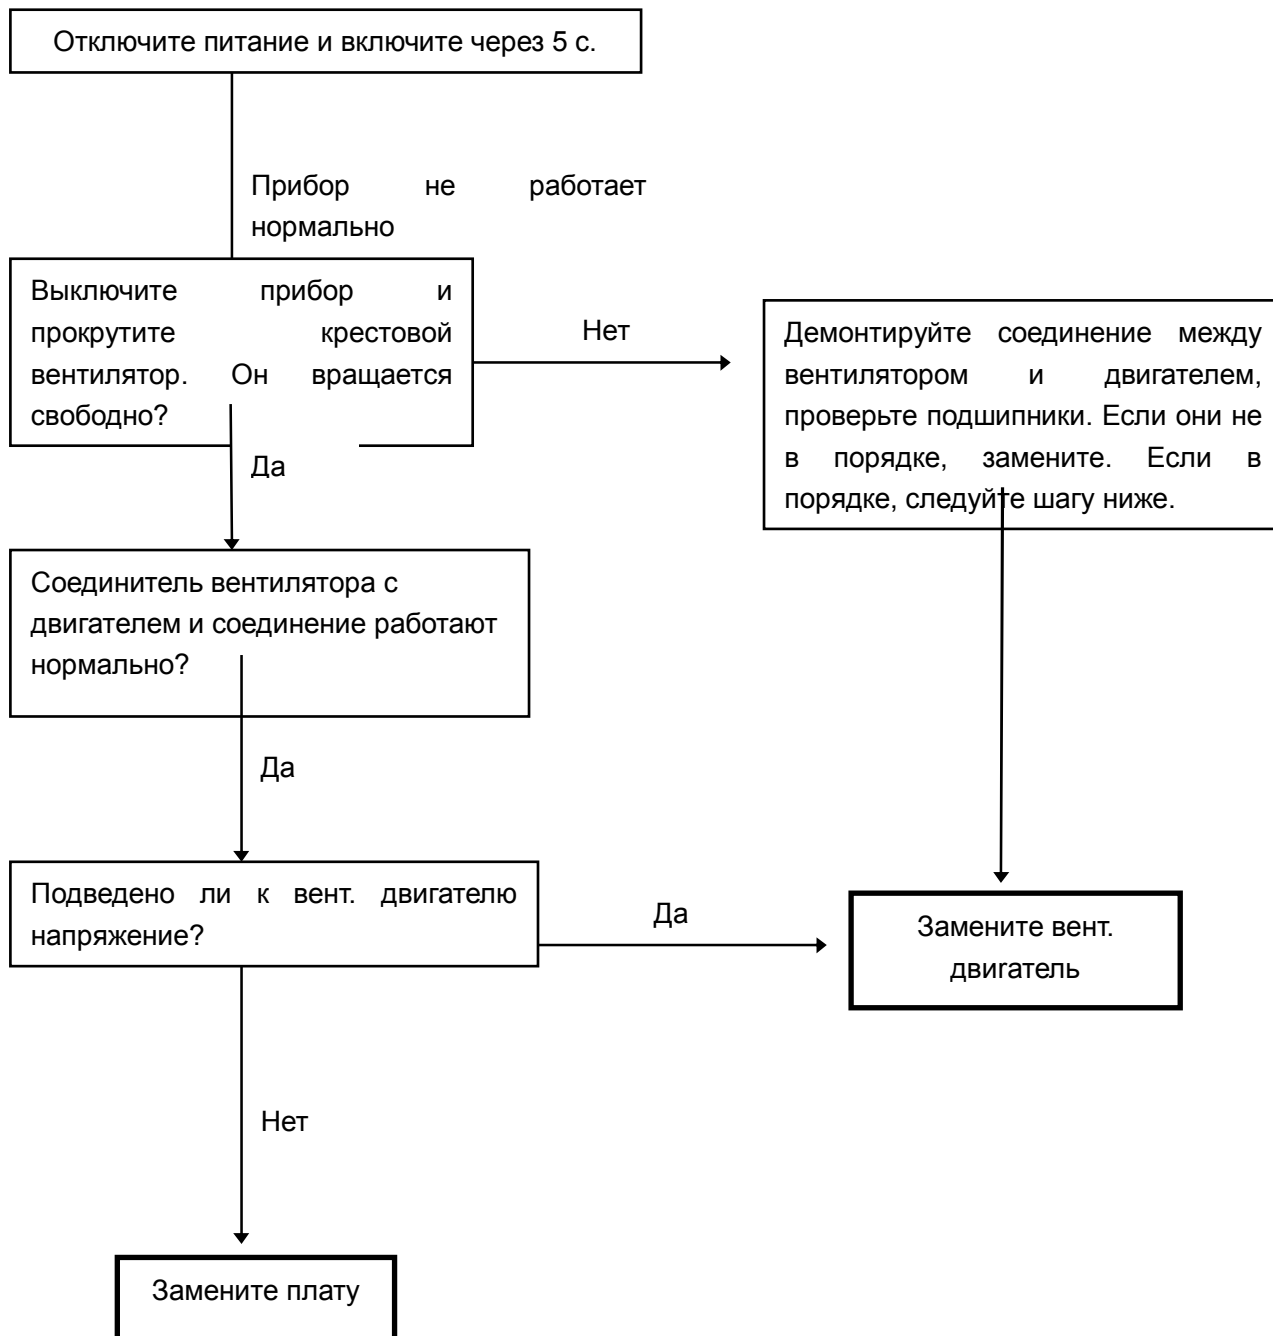 Отключите питание и включите через 5 с.
Прибор не работает
нормально
Выключите прибор и
прокрутите крестовой
вентилятор. Он вращается
свободно?
Нет
Демонтируйте соединение между
вентилятором и двигателем,
проверьте подшипники. Если они не
в порядке, замените. Если в
порядке, следуйте шагу ниже.
Да
Соединитель вентилятора с
двигателем и соединение работают
нормально?
Да
Подведено ли к вент. двигателю
напряжение?
Да
Замените вент.
двигатель
Нет
Замените плату